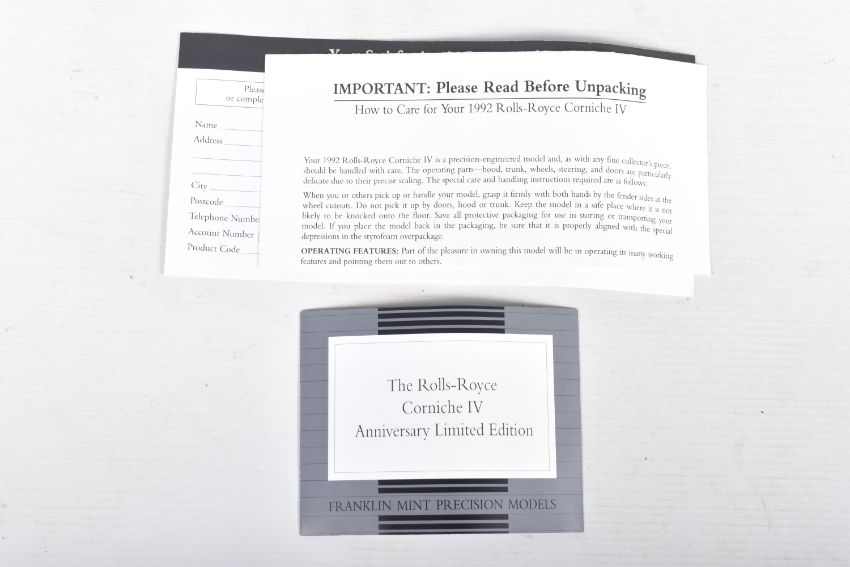 IMPORTANT: Please Read Before Unpacking
How to Care for Your 1992 Rolls-Royce Corniche IV
Your 1992 Rolls-Royce Corniche IV is a precision-engineered model and, as with any fine collector's piece,
should be handled with care. The operating parts—hood, trunk, wheels, steering, and doors are particularly
delicate due to their precise scaling. The special care and handling instructions required are as follows:
When you or others pick up or handle your model, grasp it firmly with both hands by the fender sides at the
wheel cutouts. Do not pick it up by doors, hood or trunk. Keep the model in a safe place where it is not
likely to be knocked onto the floor. Save all protective packaging for use in storing or transporting your
model. If you place the model back in the packaging, be sure that it is properly aligned with the special
depressions in the styrofoam overpackage.
OPERATING FEATURES: Part of the pleasure in owning this model will be in operating its many working
features and pointing them out to others.
or
Name
Address
City
Postcode
Telephone
Account Number
Product Code
The Rolls-Royce
Corniche IV
Anniversary Limited Edition
FRANKLIN MINT PRECISION MODELS